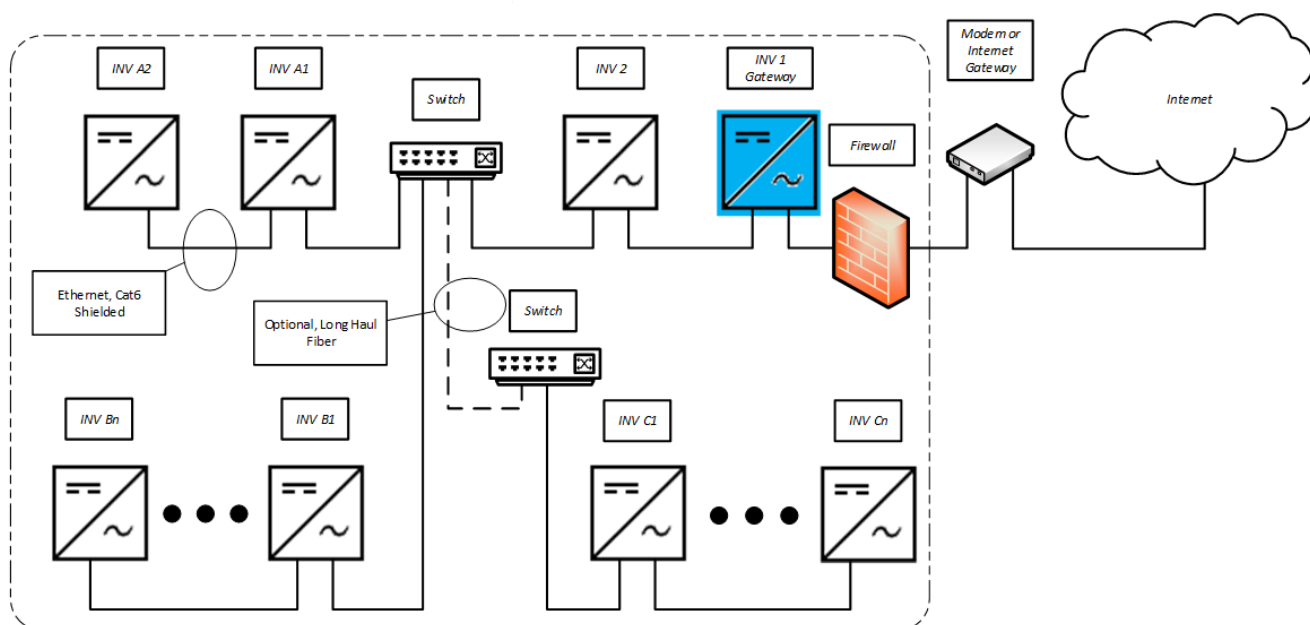 INV A2
INV A1
Switch
INV 2
INV 1
Gateway
Firewall
Modem or
Internet
Gateway
Internet
Ethernet, Cat6
Shielded
Optional, Long Haul
Fiber
Switch
INV Bn
INV B1
INV C1
INV Cn